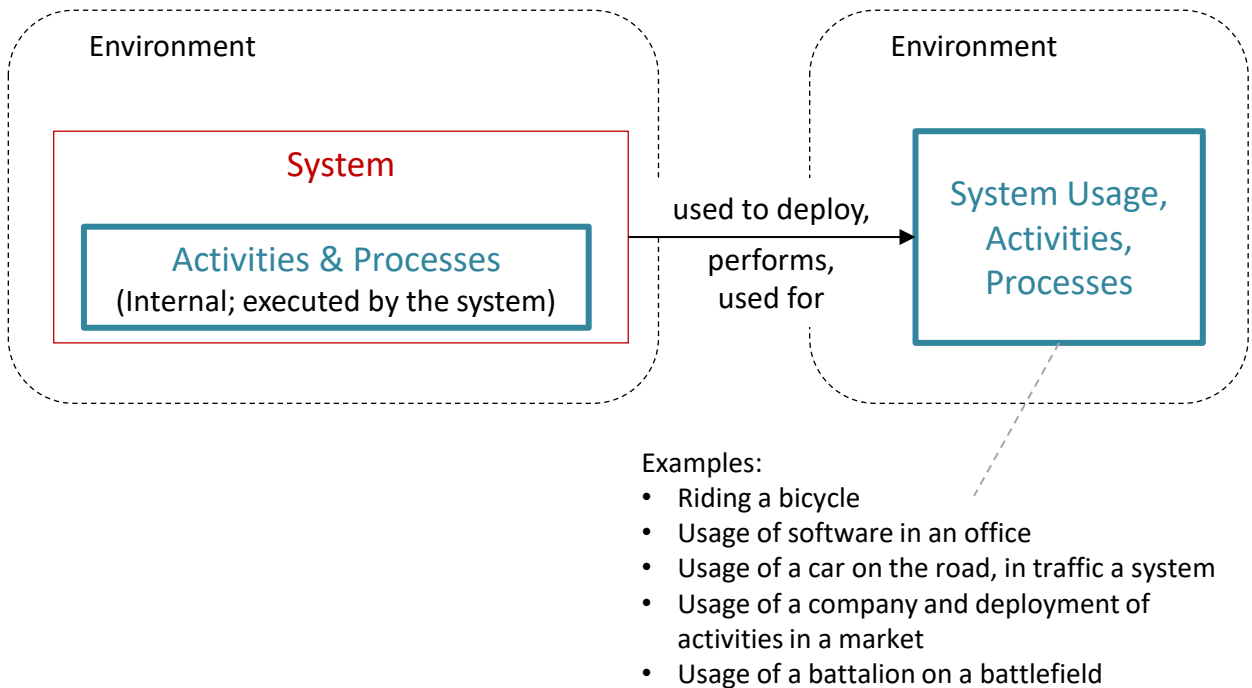 Environment
System
Activities & Processes
(Internal; executed by the system)
used to deploy,
performs,
used for
Environment
System Usage,
Activities,
Processes
Examples:
• Riding a bicycle
• Usage of software in an office
• Usage of a car on the road, in traffic a system
• Usage of a company and deployment of
activities in a market
• Usage of a battalion on a battlefield